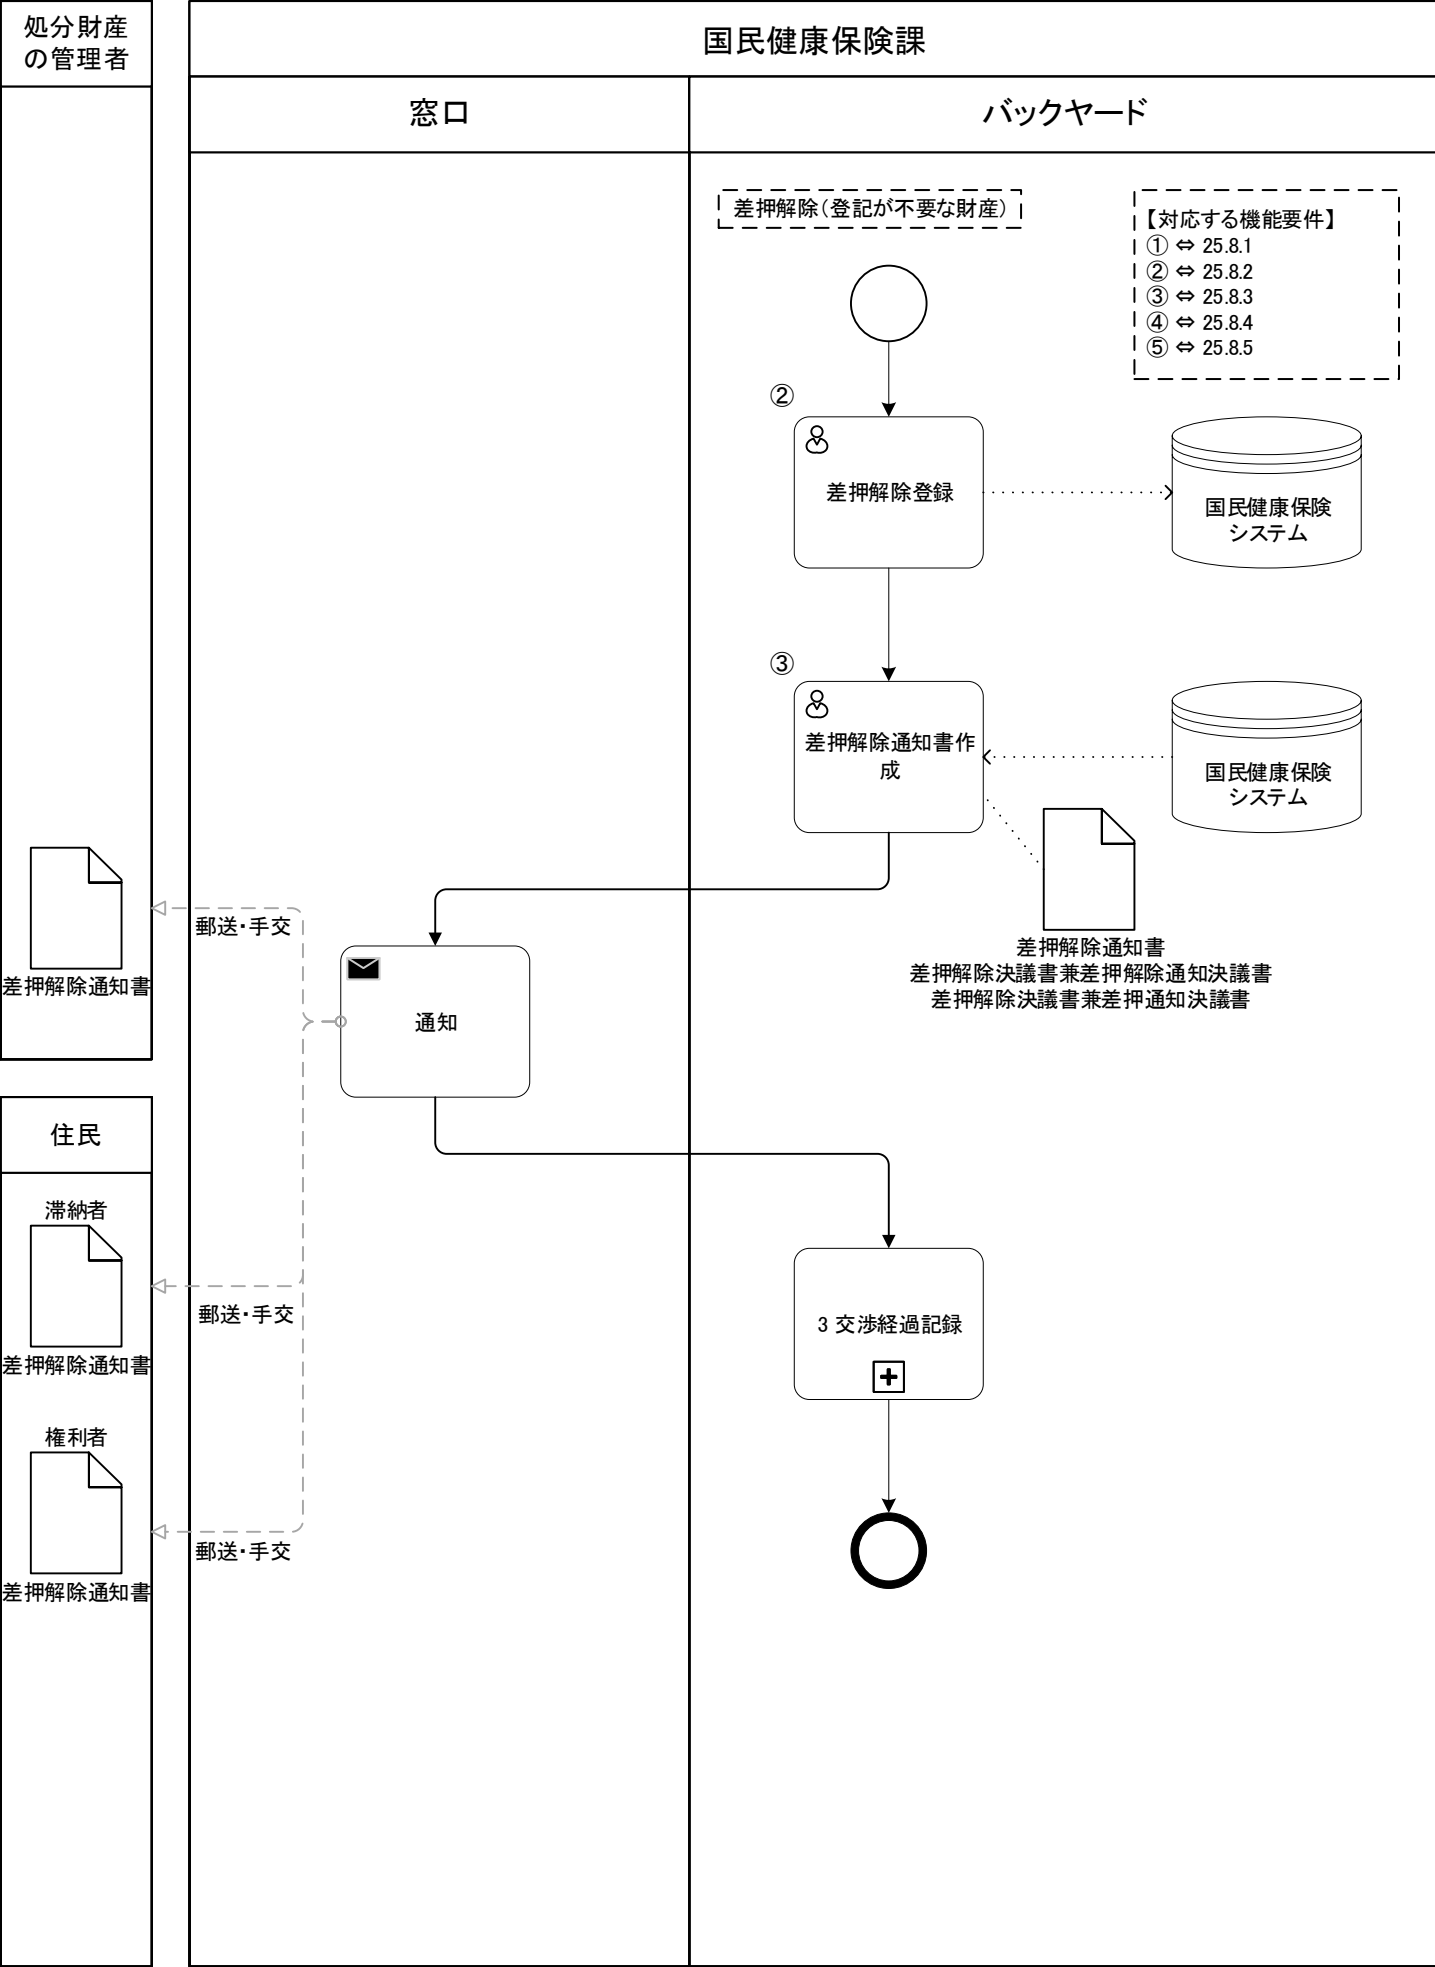 処分財産
の管理者
国民健康保険課
窓口
バックヤード
差押解除（登記が不要な財産）
【対応する機能要件】
① ⇔ 25.8.1
② ⇔ 25.8.2
③ ⇔ 25.8.3
④ ⇔ 25.8.4
⑤ ⇔ 25.8.5
②
差押解除登録
国民健康保険
システム
③
差押解除通知書作
成
国民健康保険
システム
差押解除通知書
差押解除決議書兼差押解除通知決議書
差押解除決議書兼差押通知決議書
郵送・手交
差押解除通知書
通知
住民
滞納者
郵送・手交
差押解除通知書
3 交渉経過記録
権利者
郵送・手交
差押解除通知書